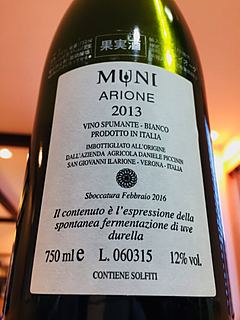 果実酒
MUNI
ARIONE
2013
VINO SPUMANTE - BIANCO
PRODOTTO IN ITALIA
IMBOTTIGLIATO ALL'ORIGINE
DALL'AZIENDA AGRICOLA DANIELE PICCININ
SAN GIOVANNI ILARIONE - VERONA - ITALIA
Sboccatura Febbraio 2016
Il contenuto è l'espressione della
spontanea fermentazione di uve
durella
750 ml e L. 060315 12% vol.
CONTIENE SOLFITI